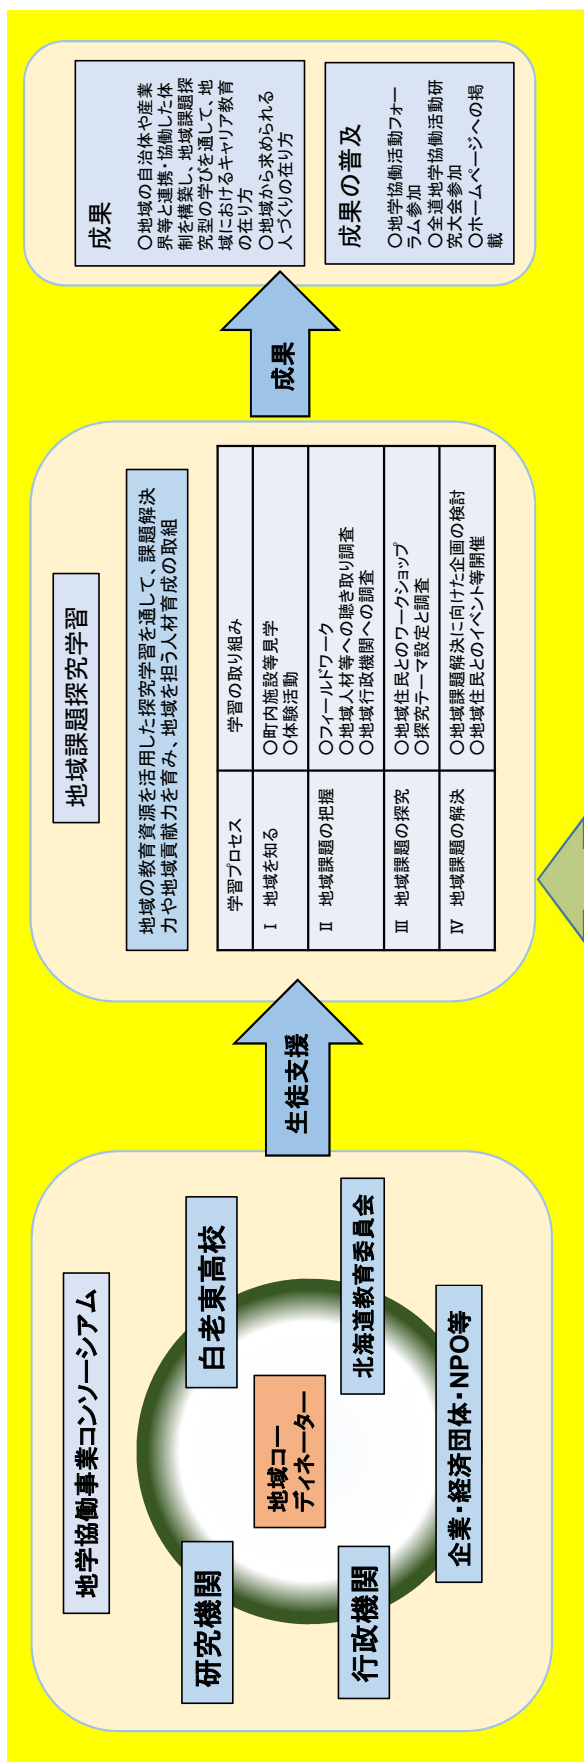 地学協働事業コンソーシアム
研究機関
白老東高校
地域コー
ディネーター
行政機関
北海道教育委員会
企業・経済団体・NPO等
生徒支援
地域課題探究学習
地域の教育資源を活用した探究学習を通して、課題解決
力や地域貢献力を育み、地域を担う人材育成の取組
学習プロセス 学習の取り組み
Ⅰ 地域を知る ○町内施設等見学
○体験活動
Ⅱ 地域課題の把握 ○フィールドワーク
○地域人材等への聴き取り調査
○地域行政機関への調査
Ⅲ 地域課題の探究 ○地域住民とのワークショップ
○探究テーマ設定と調査
Ⅳ 地域課題の解決 ○地域課題解決に向けた企画の検討
○地域住民とのイベント等開催
成果
成果
○地域の自治体や産業
界等と連携・協働した体
制を構築し、地域課題探
究型の学びを通して、地
域におけるキャリア教育
の在り方
○地域から求められる
人づくりの在り方
成果の普及
○地学協働活動フォー
ラム参加
○全道地学協働活動研
究大会参加
○ホームページへの掲
載